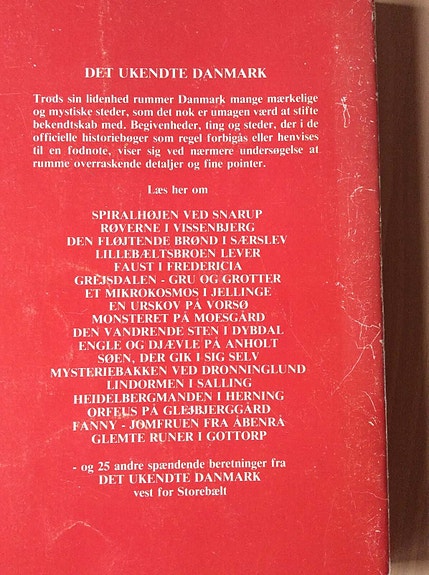 DET UKENDTE DANMARK
Trods sin lidenhed rummer Danmark mange mærkelige
og mystiske steder, som det nok er umagen værd at stifte
bekendtskab med. Begivenheder, ting og steder, der i de
officielle historiebøger som regel forbigås eller henvises
til en fodnote, viser sig ved nærmere undersøgelse at
rumme overraskende detaljer og fine pointer.
Læs her om
SPIRALHØJEN VED SNARUP
RØVERNE I VISSENBJERG
DEN FLØJTENDE BRØND I SÆRSLEV
LILLEBÆLTSBROEN LEVER
FAUST I FREDERICIA
GREJSDALEN - GRU OG GROTTER
ET MIKROKOSMOS I JELLINGE
EN URSKOV PÅ VORSØ
MONSTERET PÅ MOESGÅRD
DEN VANDRENDE STEN I DYBDAL
ENGLE OG DJÆVLE PÅ ANHOLT
SØEN, DER GIK I SIG SELV
MYSTERIEBAKKEN VED DRONNINGLUND
LINDORMEN I SALLING
HEIDELBERGMANDEN I HERNING
ORFEUS PÅ GLEJBJERGGÅRD
FANNY - JOMFRUEN FRA ÅBENRÅ
GLEMTE RUNER I GOTTORP
- og 25 andre spændende beretninger fra
DET UKENDTE DANMARK
vest for Storebælt